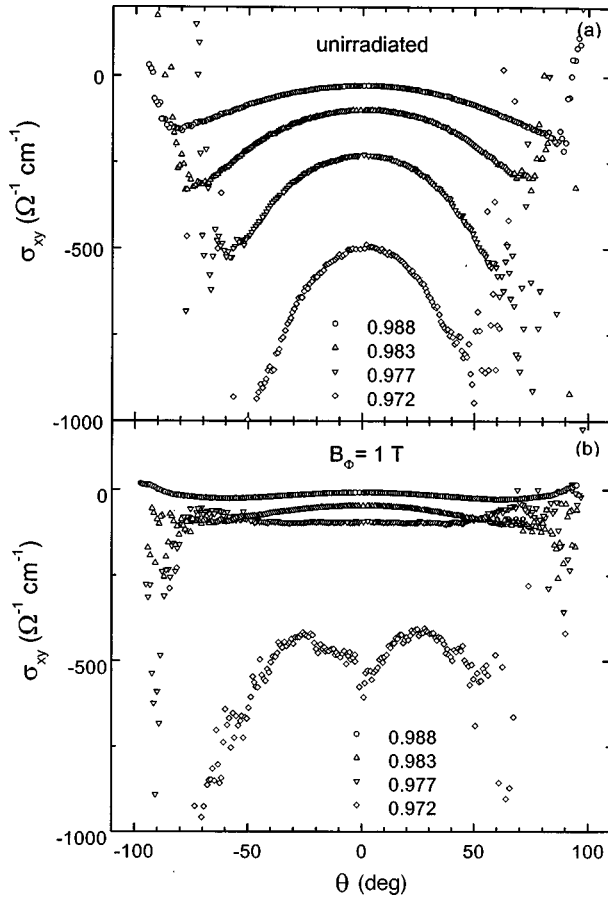 (a)
unirradiated
0
-500
-1000
σxy (Ω-1 cm-1)
○ 0.988
△ 0.983
▽ 0.977
◇ 0.972
(b)
BΦ= 1 T
0
-500
-1000
σxy (Ω-1 cm-1)
○ 0.988
△ 0.983
▽ 0.977
◇ 0.972
-100 -50 0 50 100
θ (deg)